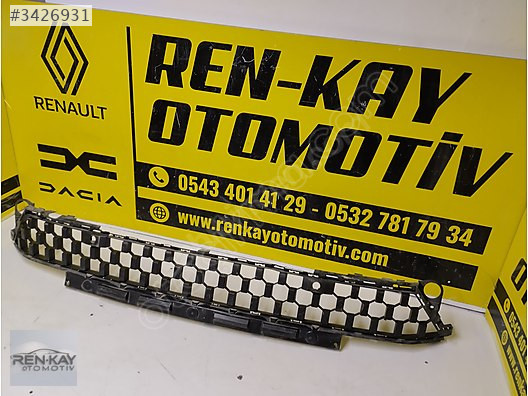 #3426931
RENAULT
DACIA
REN-KAY
OTOMOTİV
0543 401 41 29 - 0532 781 79 34
www.renkayotomotiv.com
REN-KAY
OTOMOTİV